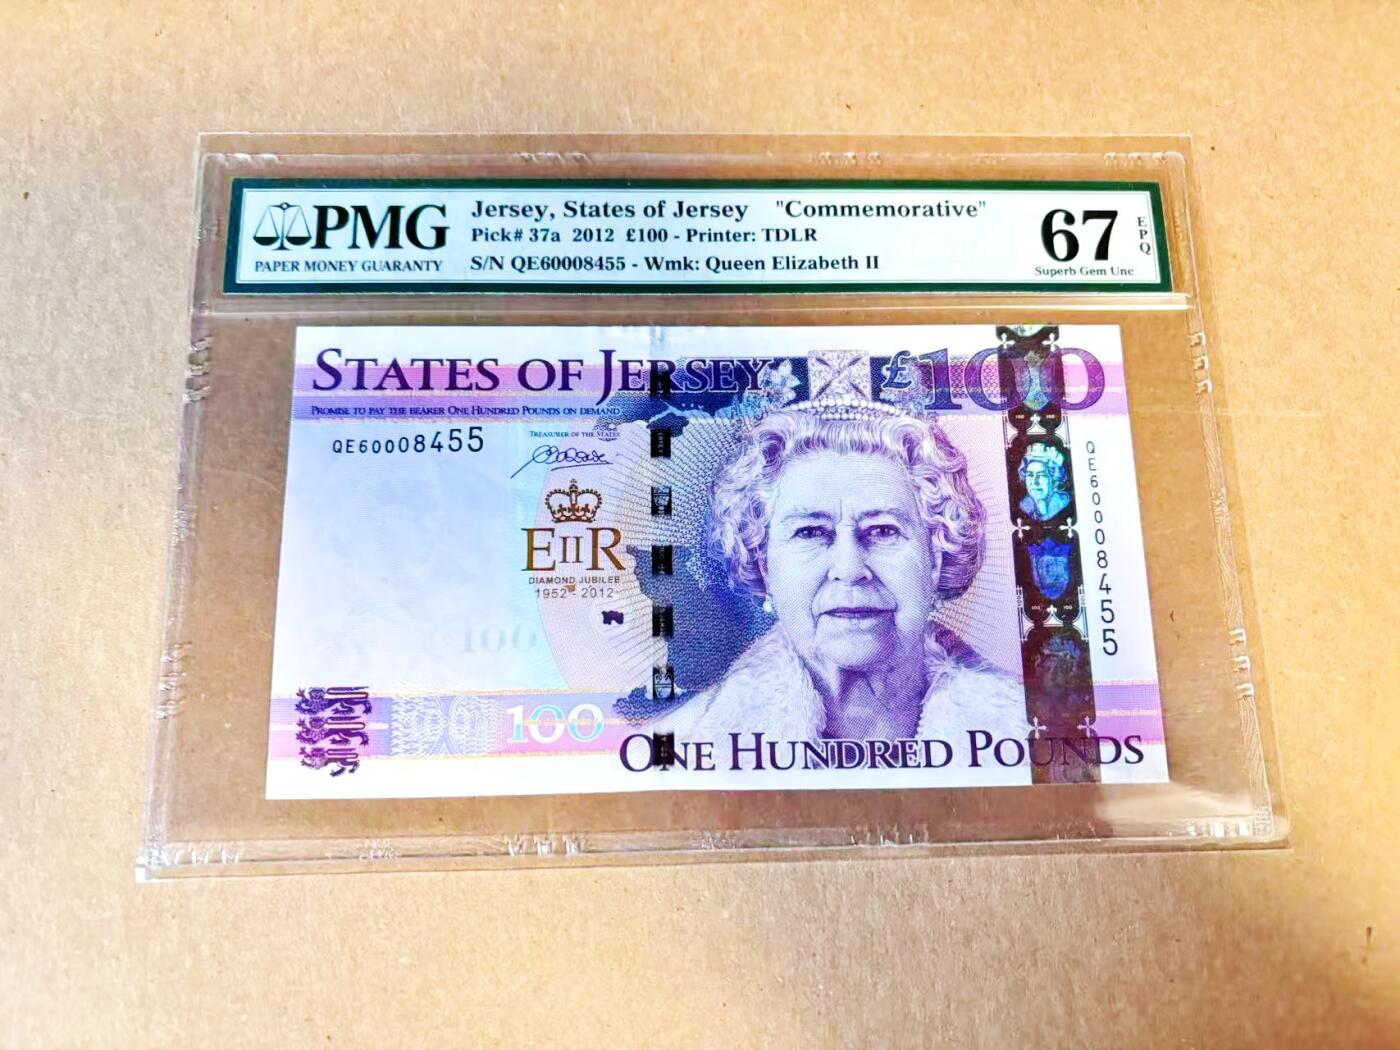 PMG
PAPER MONEY GUARANTY
Jersey, States of Jersey "Commemorative"
Pick# 37a 2012 £100 - Printer: TDLR
S/N QE60008455 - Wmk: Queen Elizabeth II
67
EPQ
Superb Gem Unc
STATES OF JERSEY £100
PROMISE TO PAY THE BEARER ONE HUNDRED POUNDS ON DEMAND
QE60008455
TREASURER OF THE STATES
EIIR
DIAMOND JUBILEE
1952 - 2012
QE60008455
100
100
ONE HUNDRED POUNDS